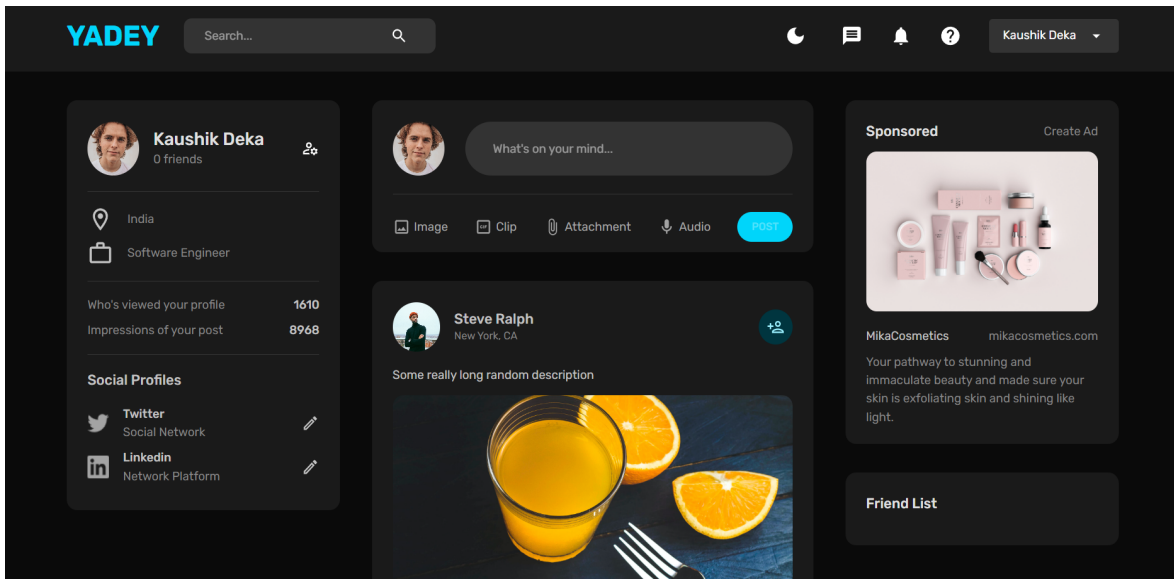 YADEY
Search...
Kaushik Deka
Kaushik Deka
0 friends
India
Software Engineer
Who's viewed your profile 1610
Impressions of your post 8968
Social Profiles
Twitter
Social Network
Linkedin
Network Platform
What's on your mind...
Image Clip Attachment Audio POST
Steve Ralph
New York, CA
Some really long random description
Sponsored Create Ad
MikaCosmetics mikacosmetics.com
Your pathway to stunning and
immaculate beauty and made sure your
skin is exfoliating skin and shining like
light.
Friend List